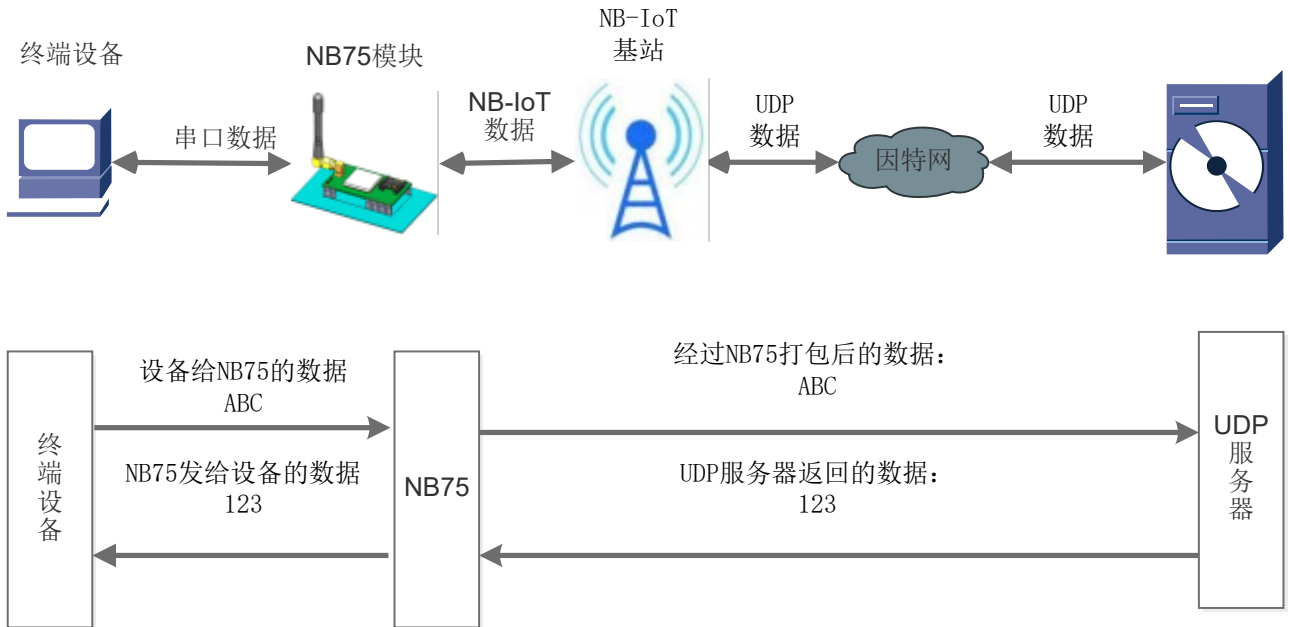 NB-IoT
基站
终端设备
NB75模块
串口数据
NB-IoT
数据
UDP
数据
因特网
UDP
数据
设备给NB75的数据
ABC
经过NB75打包后的数据：
ABC
终端设备
NB75发给设备的数据
123
NB75
UDP服务器返回的数据：
123
UDP
服务器